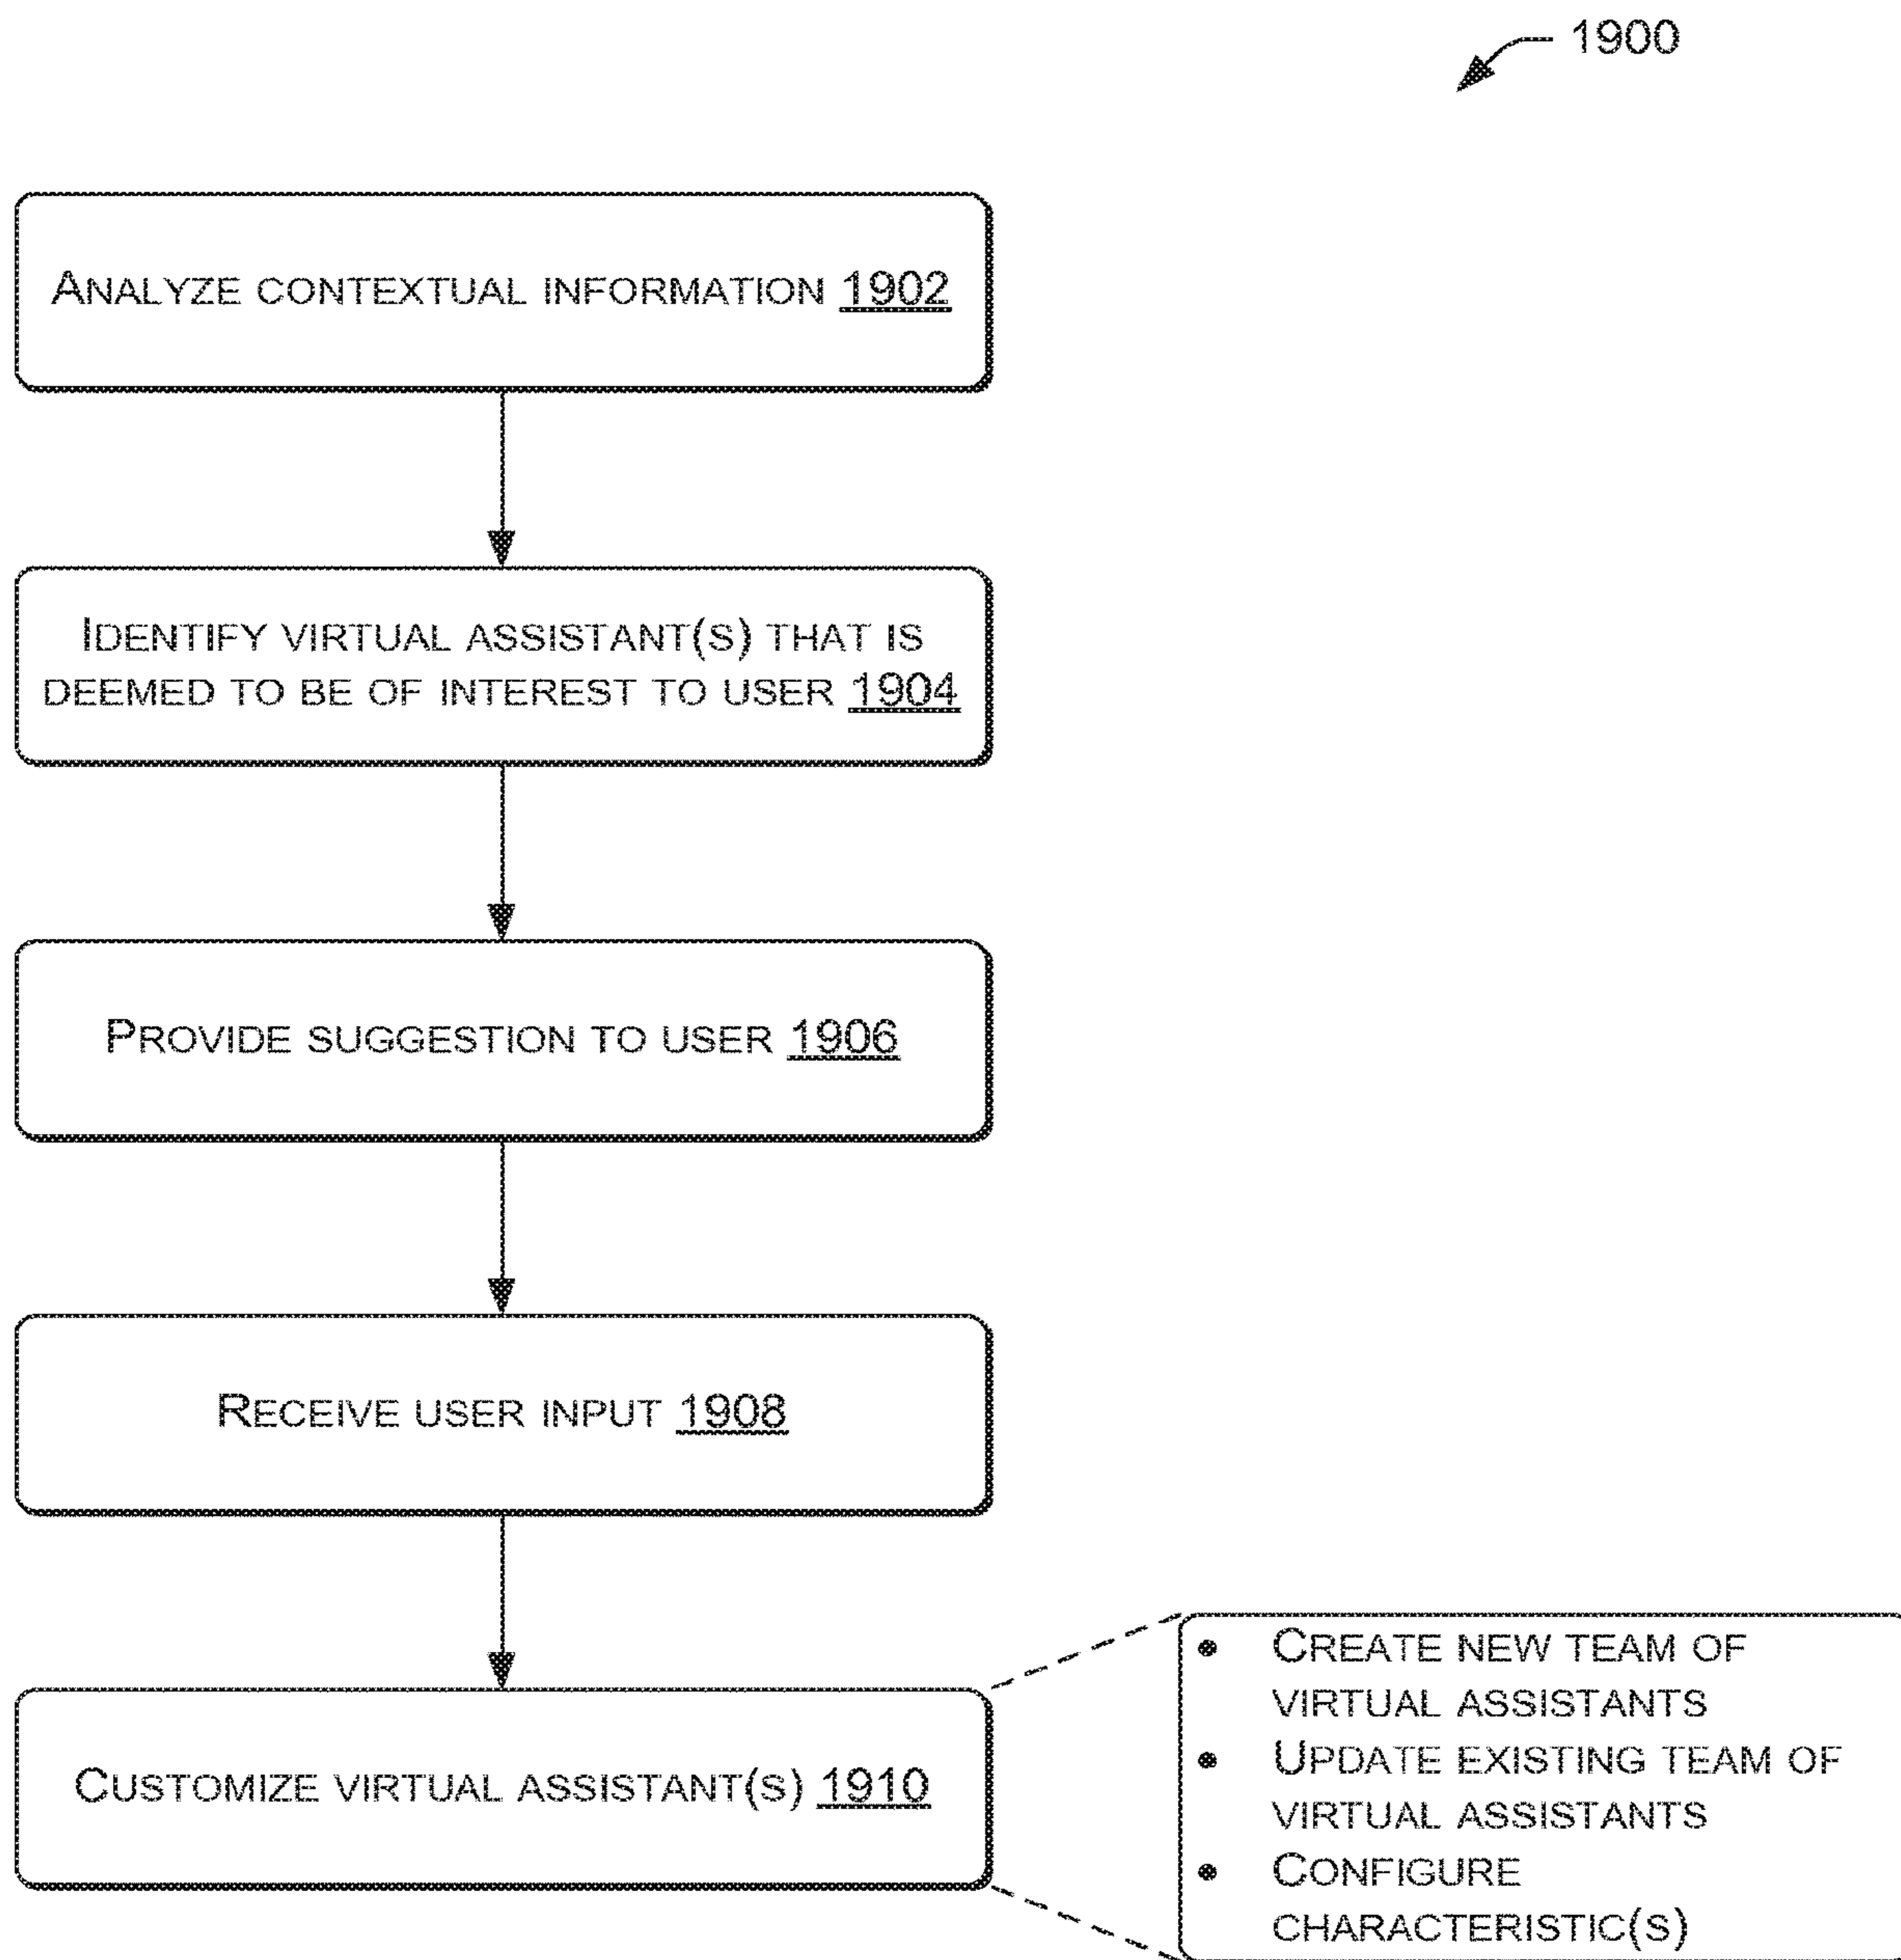 1900
ANALYZE CONTEXTUAL INFORMATION 1902
IDENTIFY VIRTUAL ASSISTANT(S) THAT IS
DEEMED TO BE OF INTEREST TO USER 1904
PROVIDE SUGGESTION TO USER 1906
RECEIVE USER INPUT 1908
CUSTOMIZE VIRTUAL ASSISTANT(S) 1910
• CREATE NEW TEAM OF
VIRTUAL ASSISTANTS
• UPDATE EXISTING TEAM OF
VIRTUAL ASSISTANTS
• CONFIGURE
CHARACTERISTIC(S)